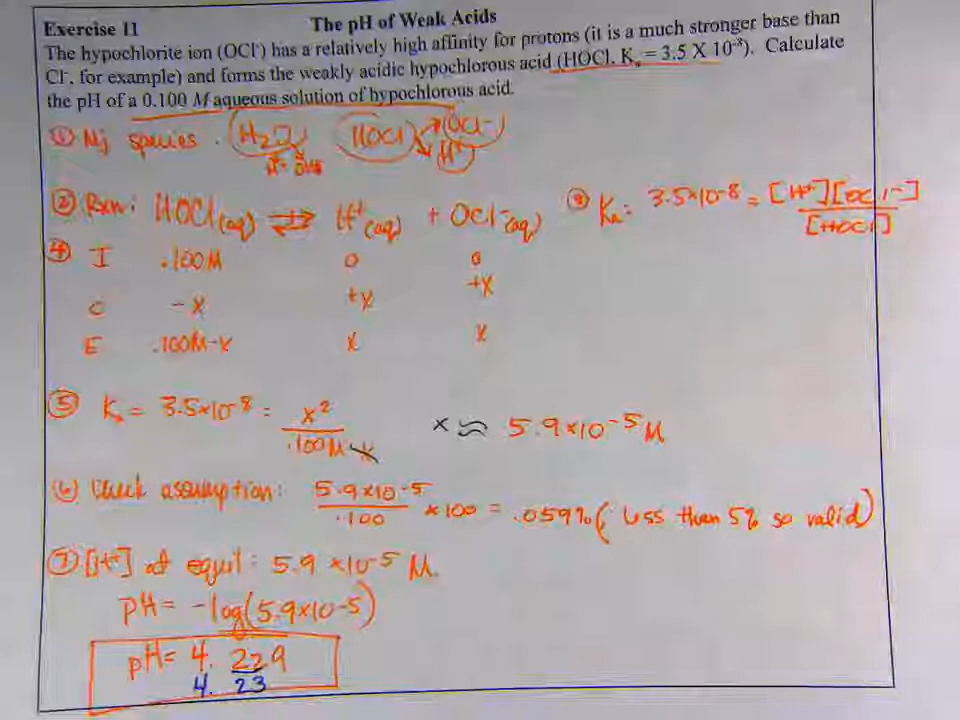 Exercise 11 The pH of Weak Acids
The hypochlorite ion (OCl⁻) has a relatively high affinity for protons (it is a much stronger base than
Cl⁻, for example) and forms the weakly acidic hypochlorous acid (HOCl, Kₐ = 3.5 X 10⁻⁸). Calculate
the pH of a 0.100 M aqueous solution of hypochlorous acid.
① Mj species. H₂O HOCl OCl⁻
H⁺
② Rxn: HOCl(aq) ⇌ H⁺(aq) + OCl⁻(aq) ③ Kₐ = 3.5×10⁻⁸ = [H⁺][OCl⁻] / [HOCl]
④ I .100M 0 0
C -x +x +x
E .100M-x x x
⑤ Kₐ = 3.5×10⁻⁸ = x² / .100M-x x ≈ 5.9×10⁻⁵ M
⑥ Check assumption: 5.9×10⁻⁵ / .100 ×100 = .059% (Less than 5% so valid)
⑦ [H⁺] at equil: 5.9 ×10⁻⁵ M.
pH = -log(5.9×10-5)
pH = 4.229
4.23